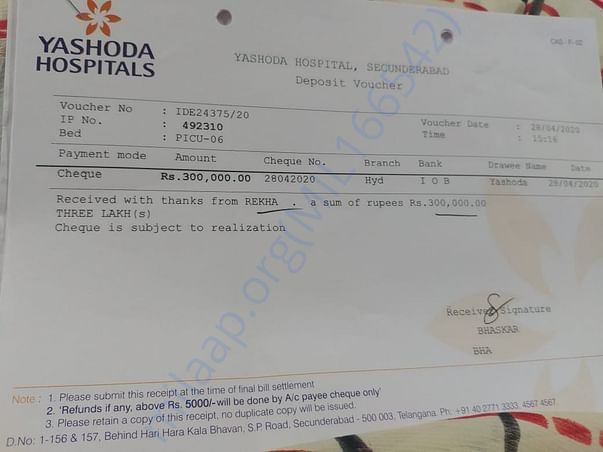 YASHODA
HOSPITALS
CAS/F-02
YASHODA HOSPITAL, SECUNDERABAD
Deposit Voucher
Voucher No : IDE24375/20 Voucher Date : 28/04/2020
IP No. : 492310 Time : 15:16
Bed : PICU-06
Payment mode Amount Cheque No. Branch Bank Drawee Name Date
Cheque Rs.300,000.00 28042020 Hyd I O B Yashoda 28/04/2020
Received with thanks from REKHA . a sum of rupees Rs.300,000.00
THREE LAKH(s)
Cheque is subject to realization
Signature
BHASKAR
BHA
Note : 1. Please submit this receipt at the time of final bill settlement
2. 'Refunds if any, above Rs. 5000/- will be done by A/c payee cheque only'
3. Please retain a copy of this receipt, no duplicate copy will be issued.
D.No: 1-156 & 157, Behind Hari Hara Kala Bhavan, S.P. Road, Secunderabad - 500 003, Telangana. Ph: +91 40 2771 3333, 4567 4567.
milaap.org(MIL166542)